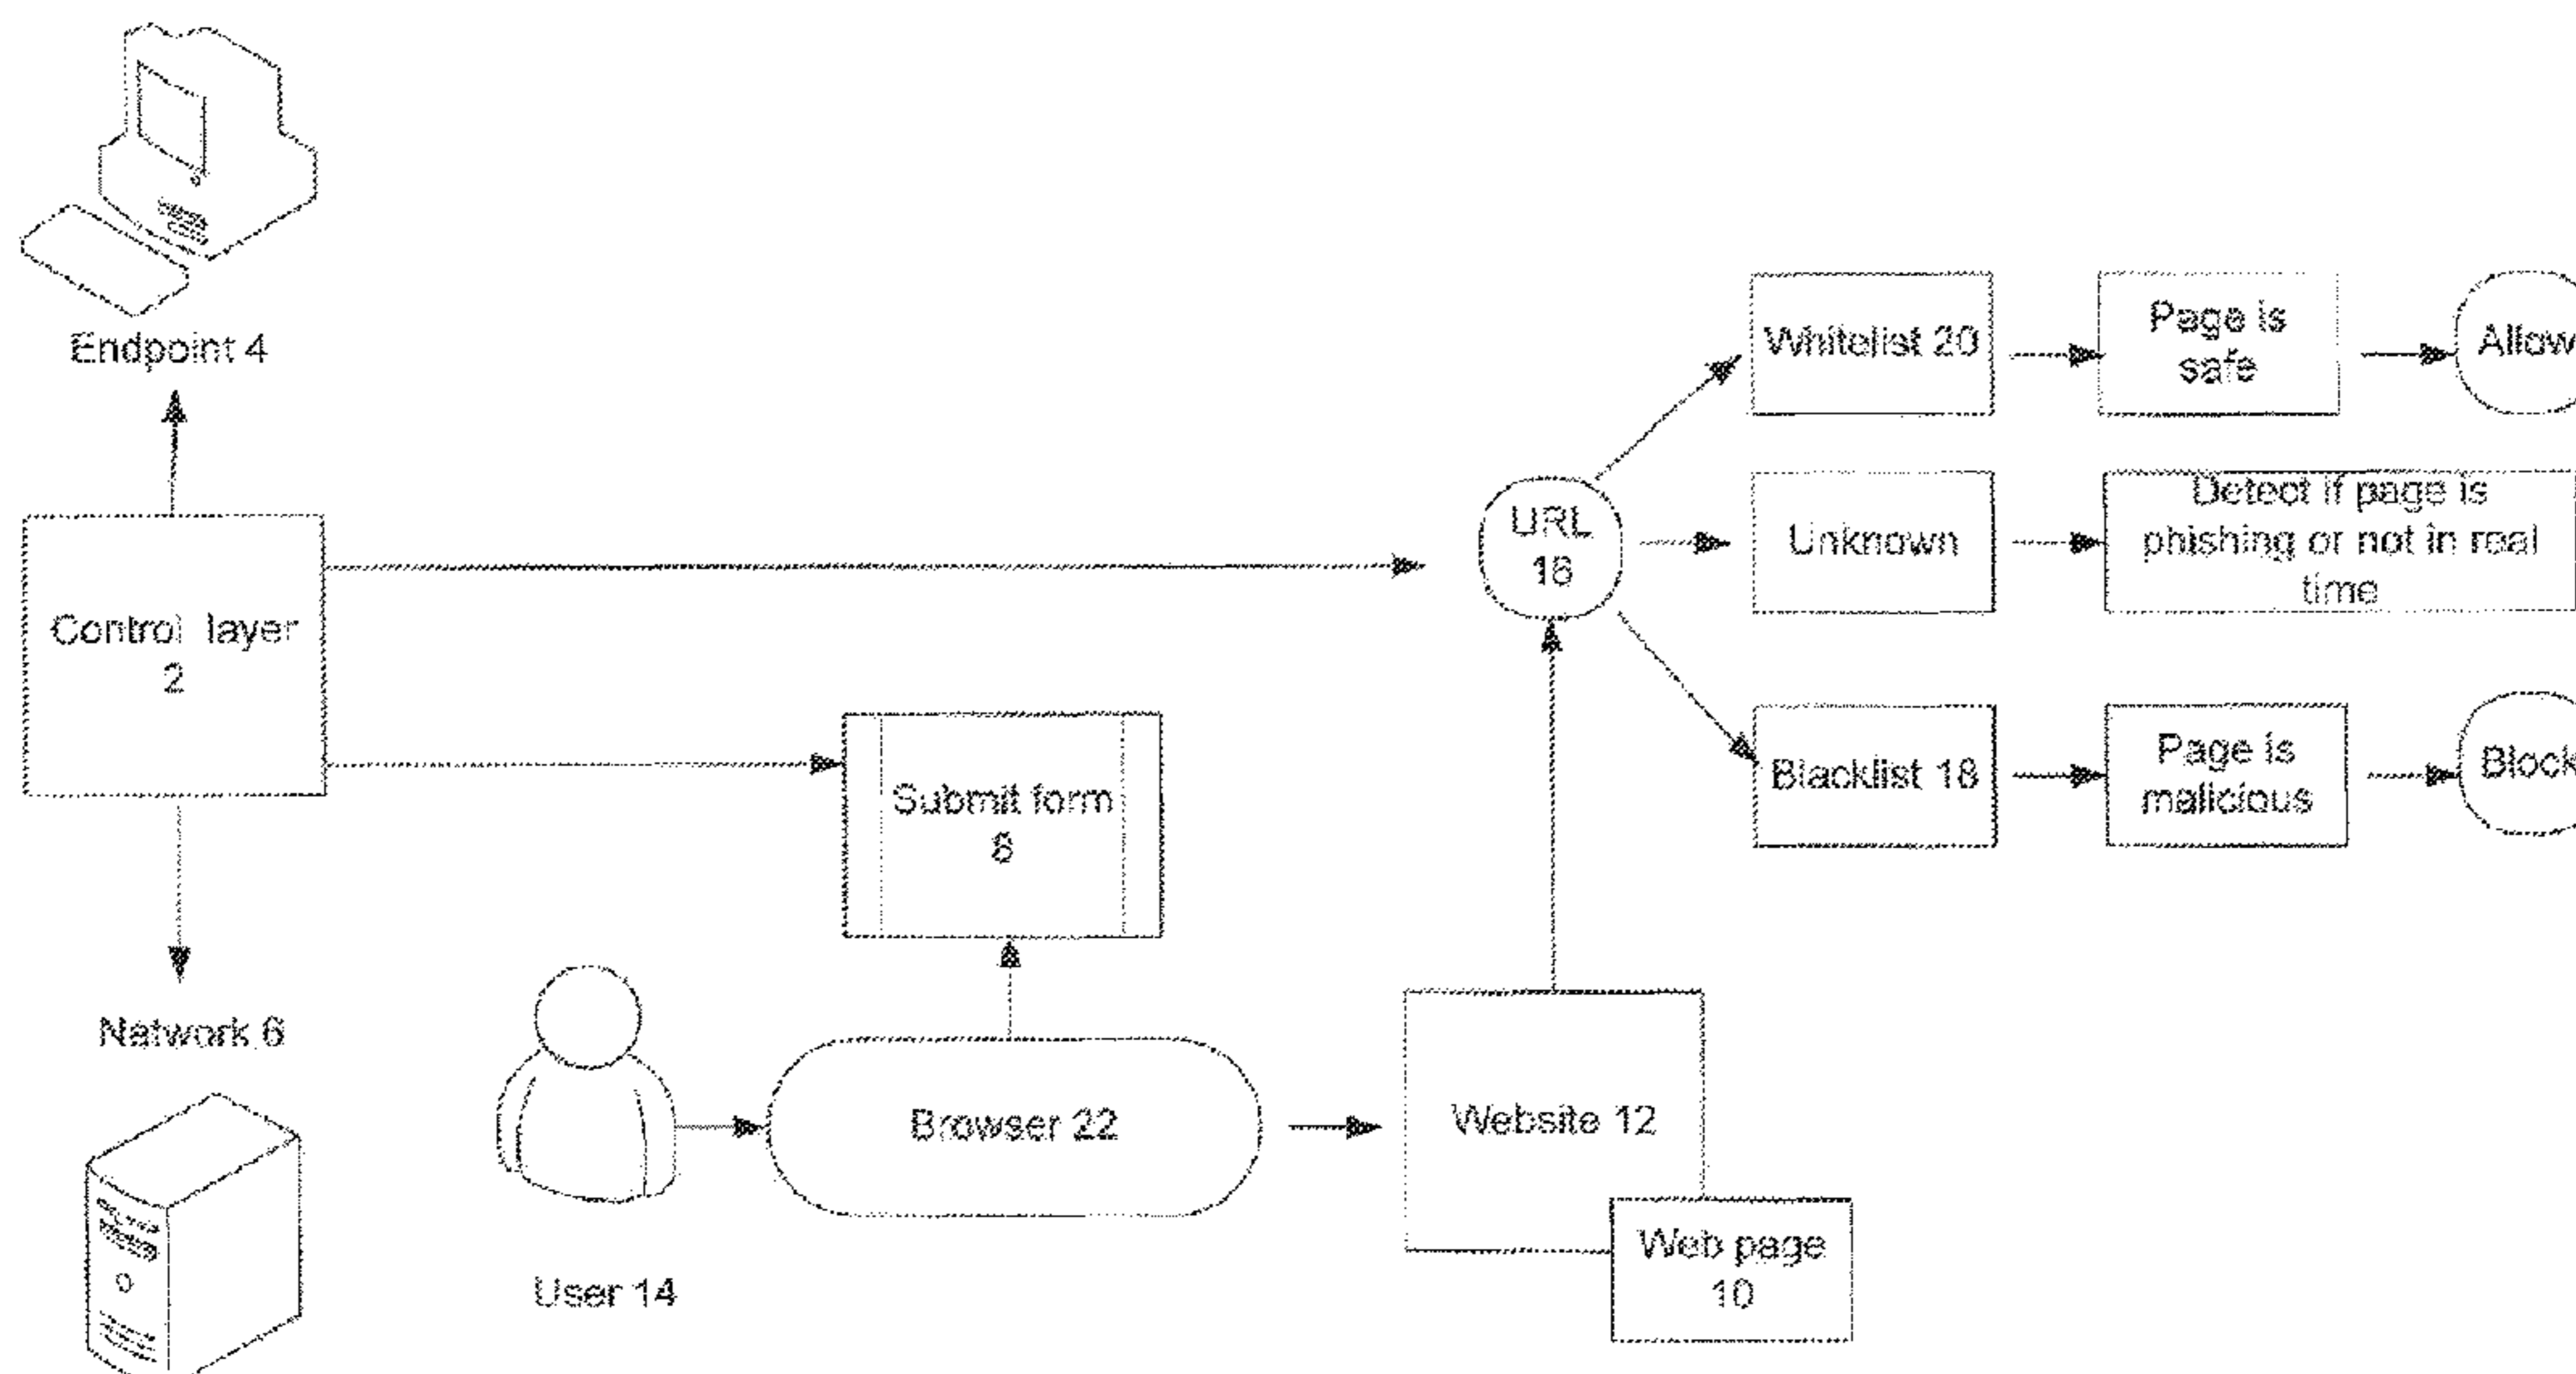 Endpoint 4
Control layer
2
Network 6
Submit form
8
User 14
Browser 22
Website 12
Web page
10
URL
16
Whitelist 20
Page is
safe
Allow
Unknown
Detect if page is
phishing or not in real
time
Blacklist 18
Page is
malicious
Block